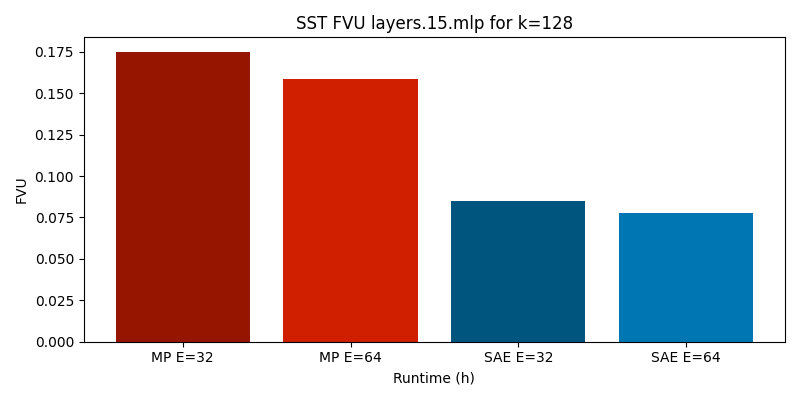 SST FVU layers.15.mlp for k=128
0.175
0.150
0.125
0.100
0.075
0.050
0.025
0.000
FVU
MP E=32 MP E=64 SAE E=32 SAE E=64
Runtime (h)